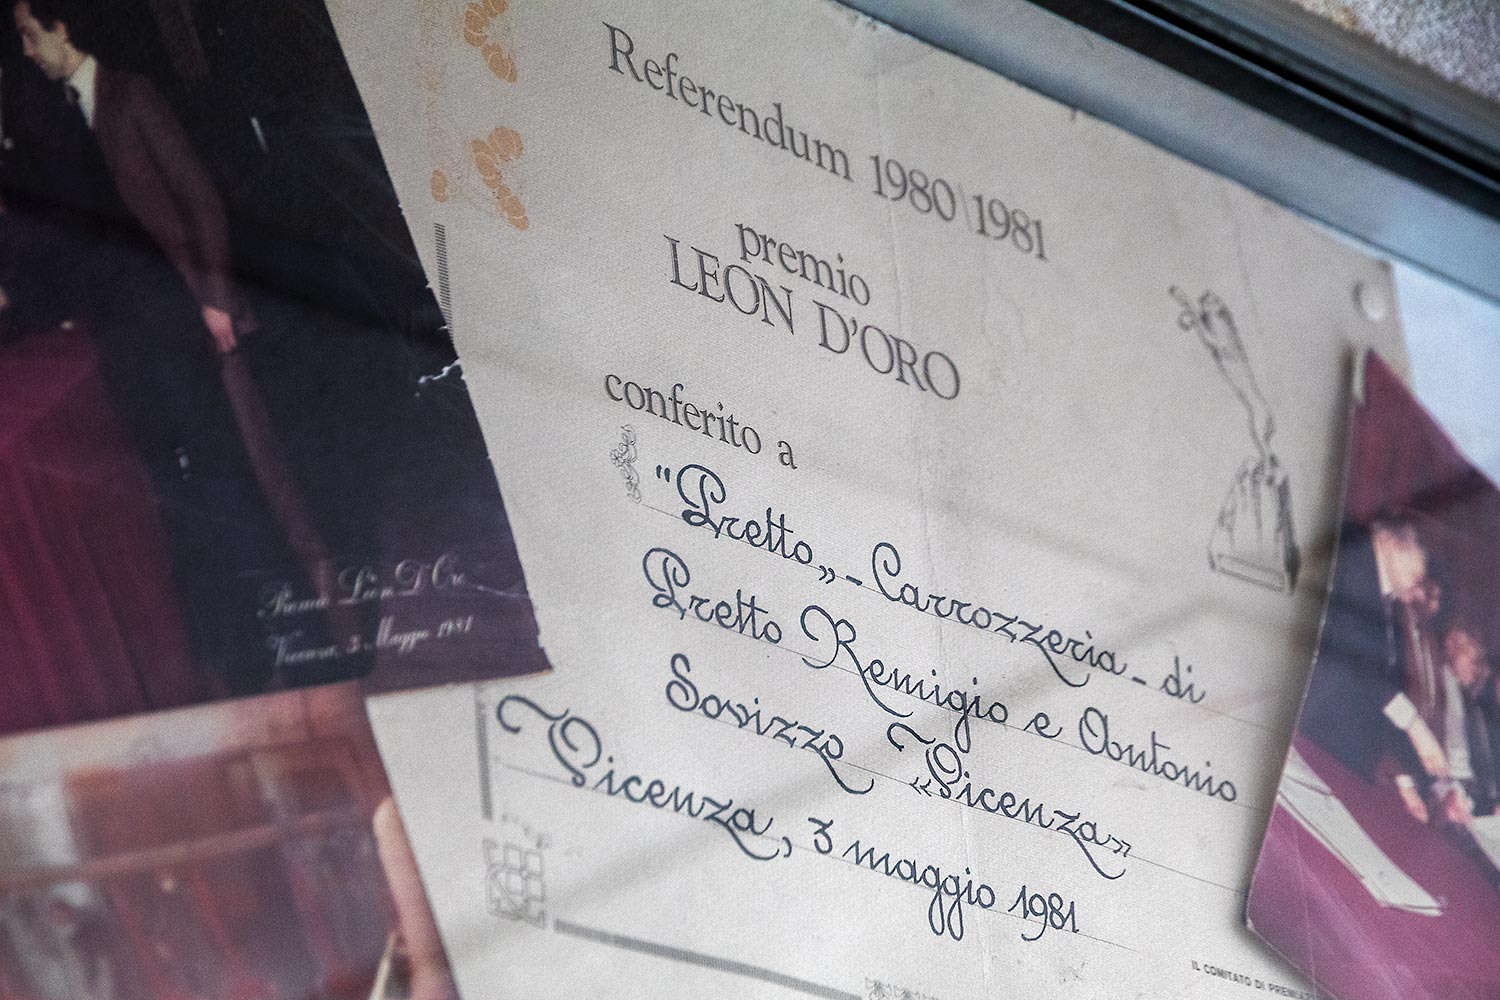 Referendum 1980\1981
premio
LEON D'ORO
conferito a
"Pretto» - Carrozzeria - di
Pretto Remigio e Antonio
Sovizzo «Vicenza»
Vicenza, 3 maggio 1981
IL COMITATO DI
Premio Leon D'Oro
Vicenza, 3 Maggio 1981